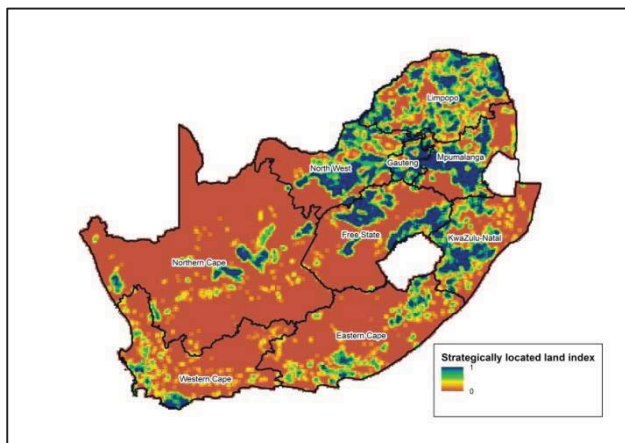 Limpopo
North West
Gauteng
Mpumalanga
Free State
KwaZulu-Natal
Northern Cape
Eastern Cape
Western Cape
Strategically located land index
1
0